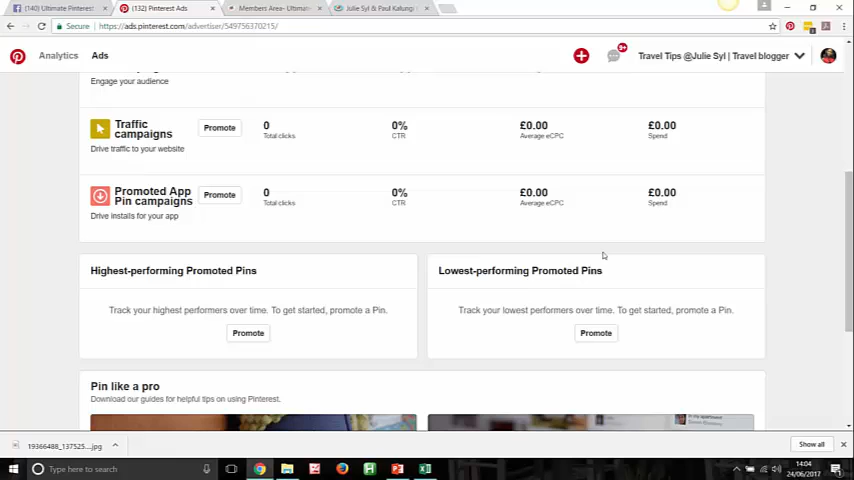 (140) Ultimate Pinterest
(132) Pinterest Ads
Members Area- Ultimate
Julie Syl & Paul Kalungi
Secure
https://ads.pinterest.com/advertiser/549756370215/
Analytics
Ads
9+
Travel Tips @Julie Syl | Travel blogger
Engage your audience
Traffic campaigns
Promote
0
0%
£0.00
£0.00
Total clicks
CTR
Average eCPC
Spend
Drive traffic to your website
Promoted App Pin campaigns
Promote
0
0%
£0.00
£0.00
Total clicks
CTR
Average eCPC
Spend
Drive installs for your app
Highest-performing Promoted Pins
Track your highest performers over time. To get started, promote a Pin.
Promote
Lowest-performing Promoted Pins
Track your lowest performers over time. To get started, promote a Pin.
Promote
Pin like a pro
Download our guides for helpful tips on using Pinterest.
19366488_137525....jpg
Show all
Type here to search
14:04
24/06/2017